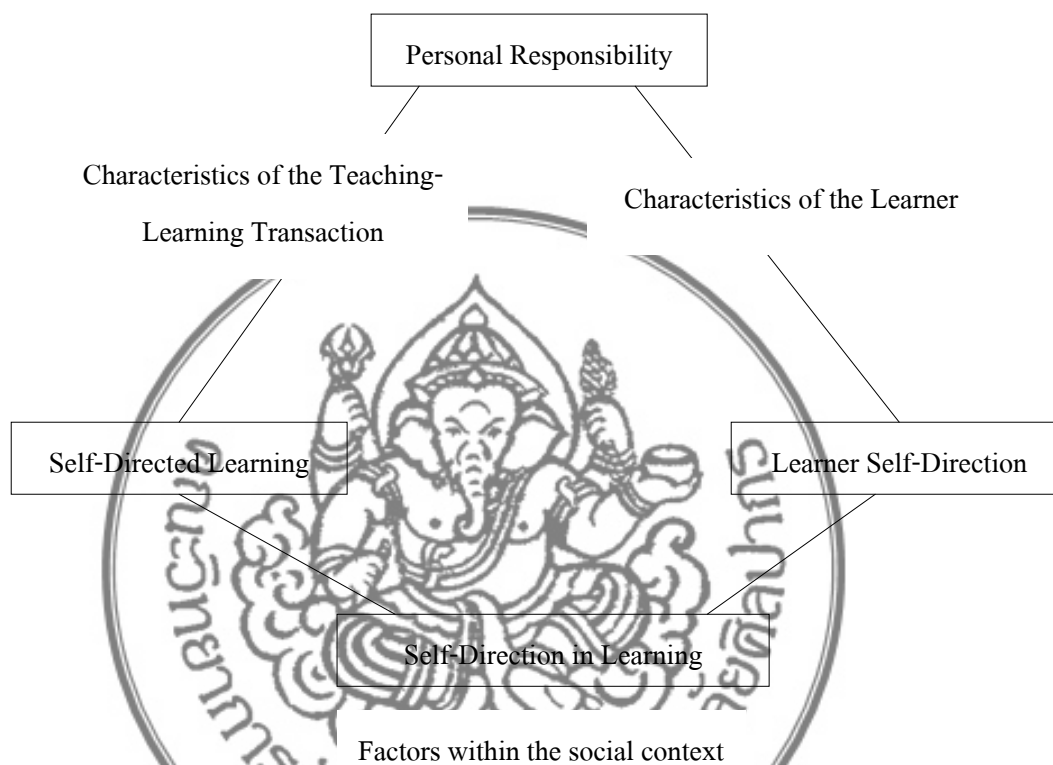 Personal Responsibility
Characteristics of the Teaching-
Learning Transaction
Characteristics of the Learner
Self-Directed Learning
Learner Self-Direction
Self-Direction in Learning
Factors within the social context